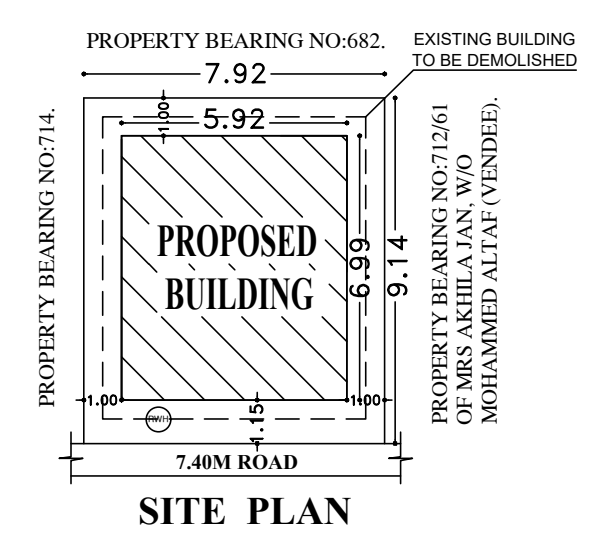 PROPERTY BEARING NO:682.
EXISTING BUILDING
TO BE DEMOLISHED
7.92
1.00
5.92
PROPERTY BEARING NO:714.
PROPOSED
BUILDING
6.99
9.14
PROPERTY BEARING NO:712/61
OF MRS AKHILA JAN, W/O
MOHAMMED ALTAF (VENDEE).
1.00
RWH
1.15
1.00
7.40M ROAD
SITE PLAN